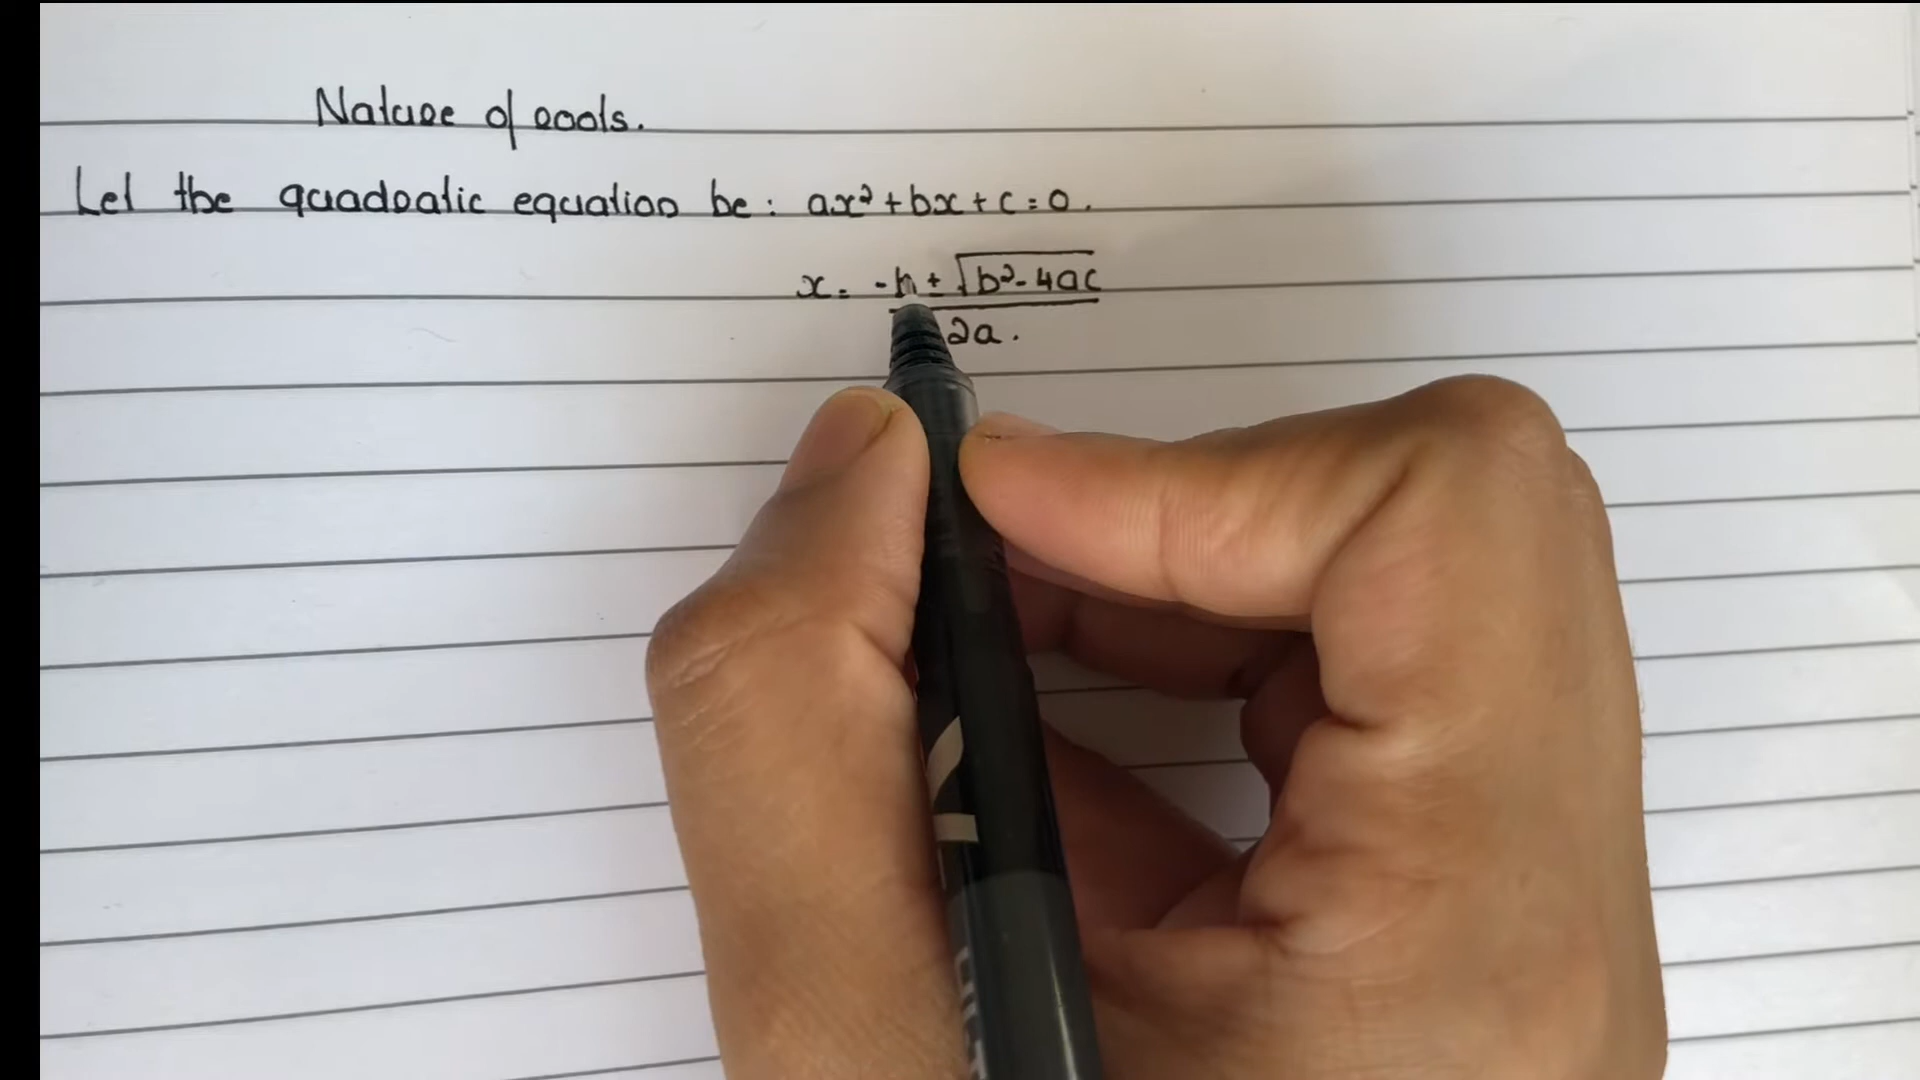 Nature of roots.
Let the quadratic equation be: ax²+bx+c=0.
x = -b ± √b²-4ac
2a.